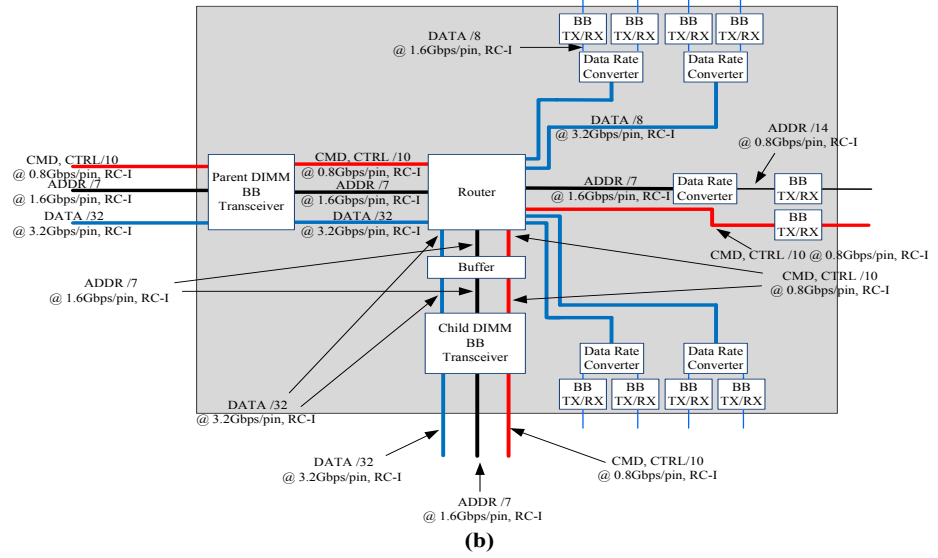 BB
TX/RX
BB
TX/RX
BB
TX/RX
BB
TX/RX
DATA /8
@ 1.6Gbps/pin, RC-I
Data Rate
Converter
Data Rate
Converter
DATA /8
@ 3.2Gbps/pin, RC-I
ADDR /14
@ 0.8Gbps/pin, RC-I
CMD, CTRL/10
@ 0.8Gbps/pin, RC-I
ADDR /7
@ 1.6Gbps/pin, RC-I
DATA /32
@ 3.2Gbps/pin, RC-I
Parent DIMM
BB
Transceiver
CMD, CTRL /10
@ 0.8Gbps/pin, RC-I
ADDR /7
@ 1.6Gbps/pin, RC-I
DATA /32
@ 3.2Gbps/pin, RC-I
Router
ADDR /7
@ 1.6Gbps/pin, RC-I
Data Rate
Converter
BB
TX/RX
BB
TX/RX
CMD, CTRL /10 @ 0.8Gbps/pin, RC-I
Buffer
ADDR /7
@ 1.6Gbps/pin, RC-I
CMD, CTRL /10
@ 0.8Gbps/pin, RC-I
Child DIMM
BB
Transceiver
Data Rate
Converter
Data Rate
Converter
BB
TX/RX
BB
TX/RX
BB
TX/RX
BB
TX/RX
DATA /32
@ 3.2Gbps/pin, RC-I
DATA /32
@ 3.2Gbps/pin, RC-I
CMD, CTRL/10
@ 0.8Gbps/pin, RC-I
ADDR /7
@ 1.6Gbps/pin, RC-I
(b)